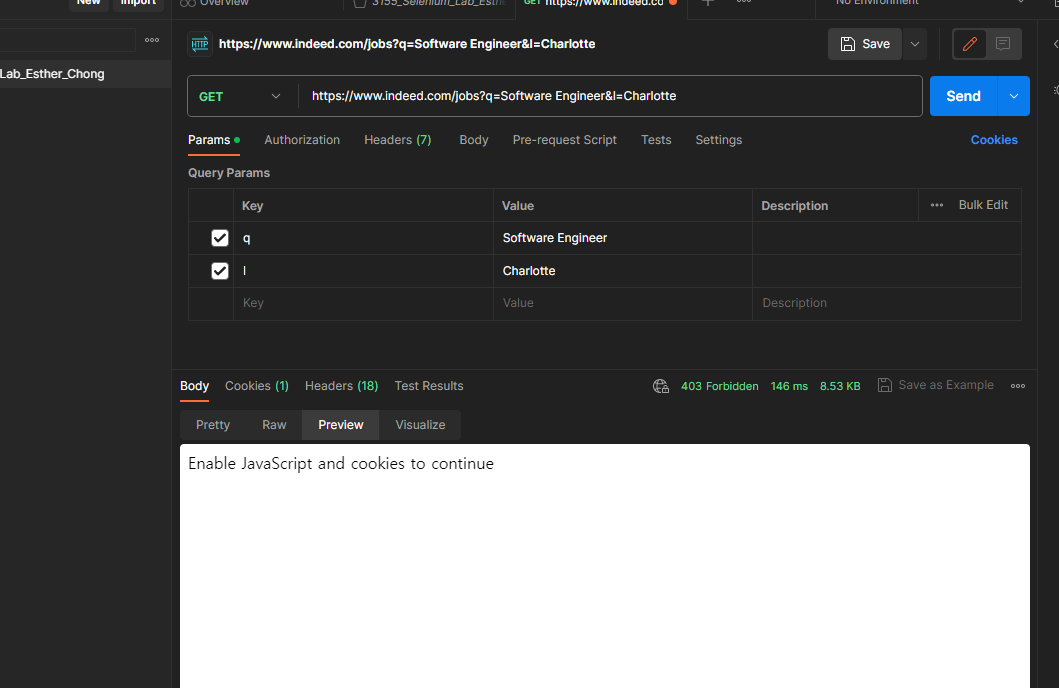 New Import
Overview
3155_Selenium_Lab_Esth
GET https://www.indeed.co
No Environment
Lab_Esther_Chong
HTTP https://www.indeed.com/jobs?q=Software Engineer&l=Charlotte
Save
GET
https://www.indeed.com/jobs?q=Software Engineer&l=Charlotte
Send
Params Authorization Headers (7) Body Pre-request Script Tests Settings Cookies
Query Params
Key Value Description Bulk Edit
q Software Engineer
l Charlotte
Key Value Description
Body Cookies (1) Headers (18) Test Results 403 Forbidden 146 ms 8.53 KB Save as Example
Pretty Raw Preview Visualize
Enable JavaScript and cookies to continue